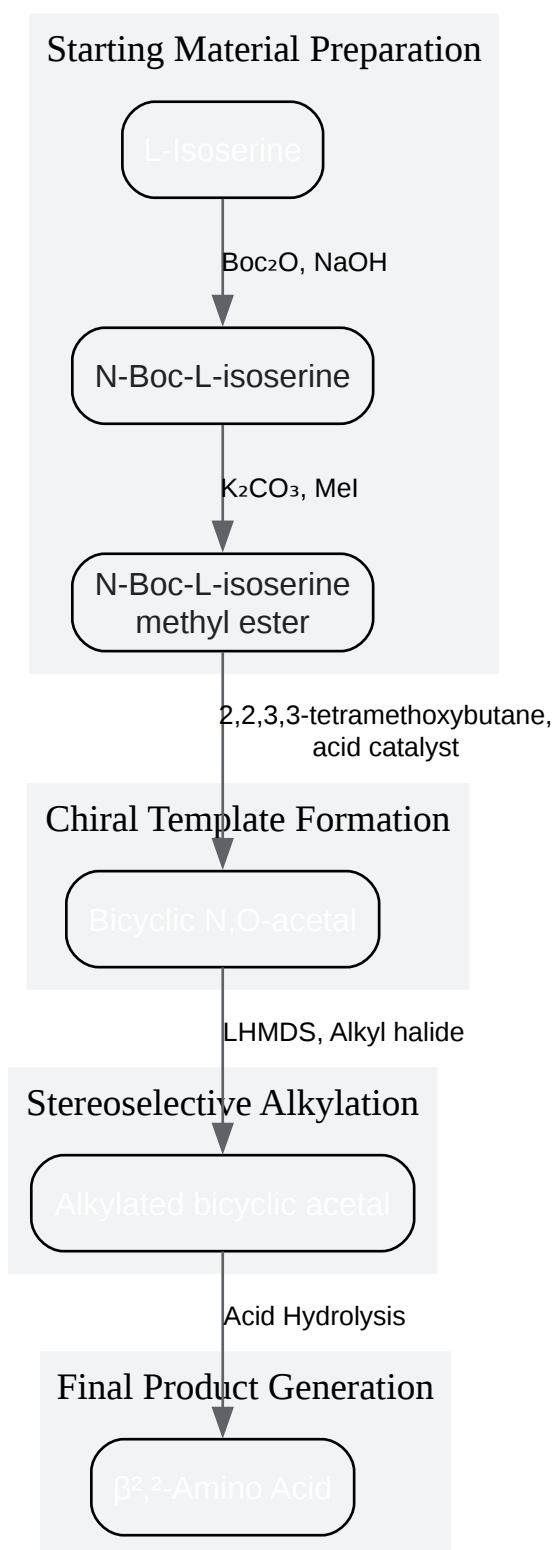 Starting Material Preparation
L-Isoserine
Boc₂O, NaOH
N-Boc-L-isoserine
K₂CO₃, MeI
N-Boc-L-isoserine
methyl ester
2,2,3,3-tetramethoxybutane,
acid catalyst
Chiral Template Formation
Bicyclic N,O-acetal
LHMDS, Alkyl halide
Stereoselective Alkylation
Alkylated bicyclic acetal
Acid Hydrolysis
Final Product Generation
β²,²-Amino Acid